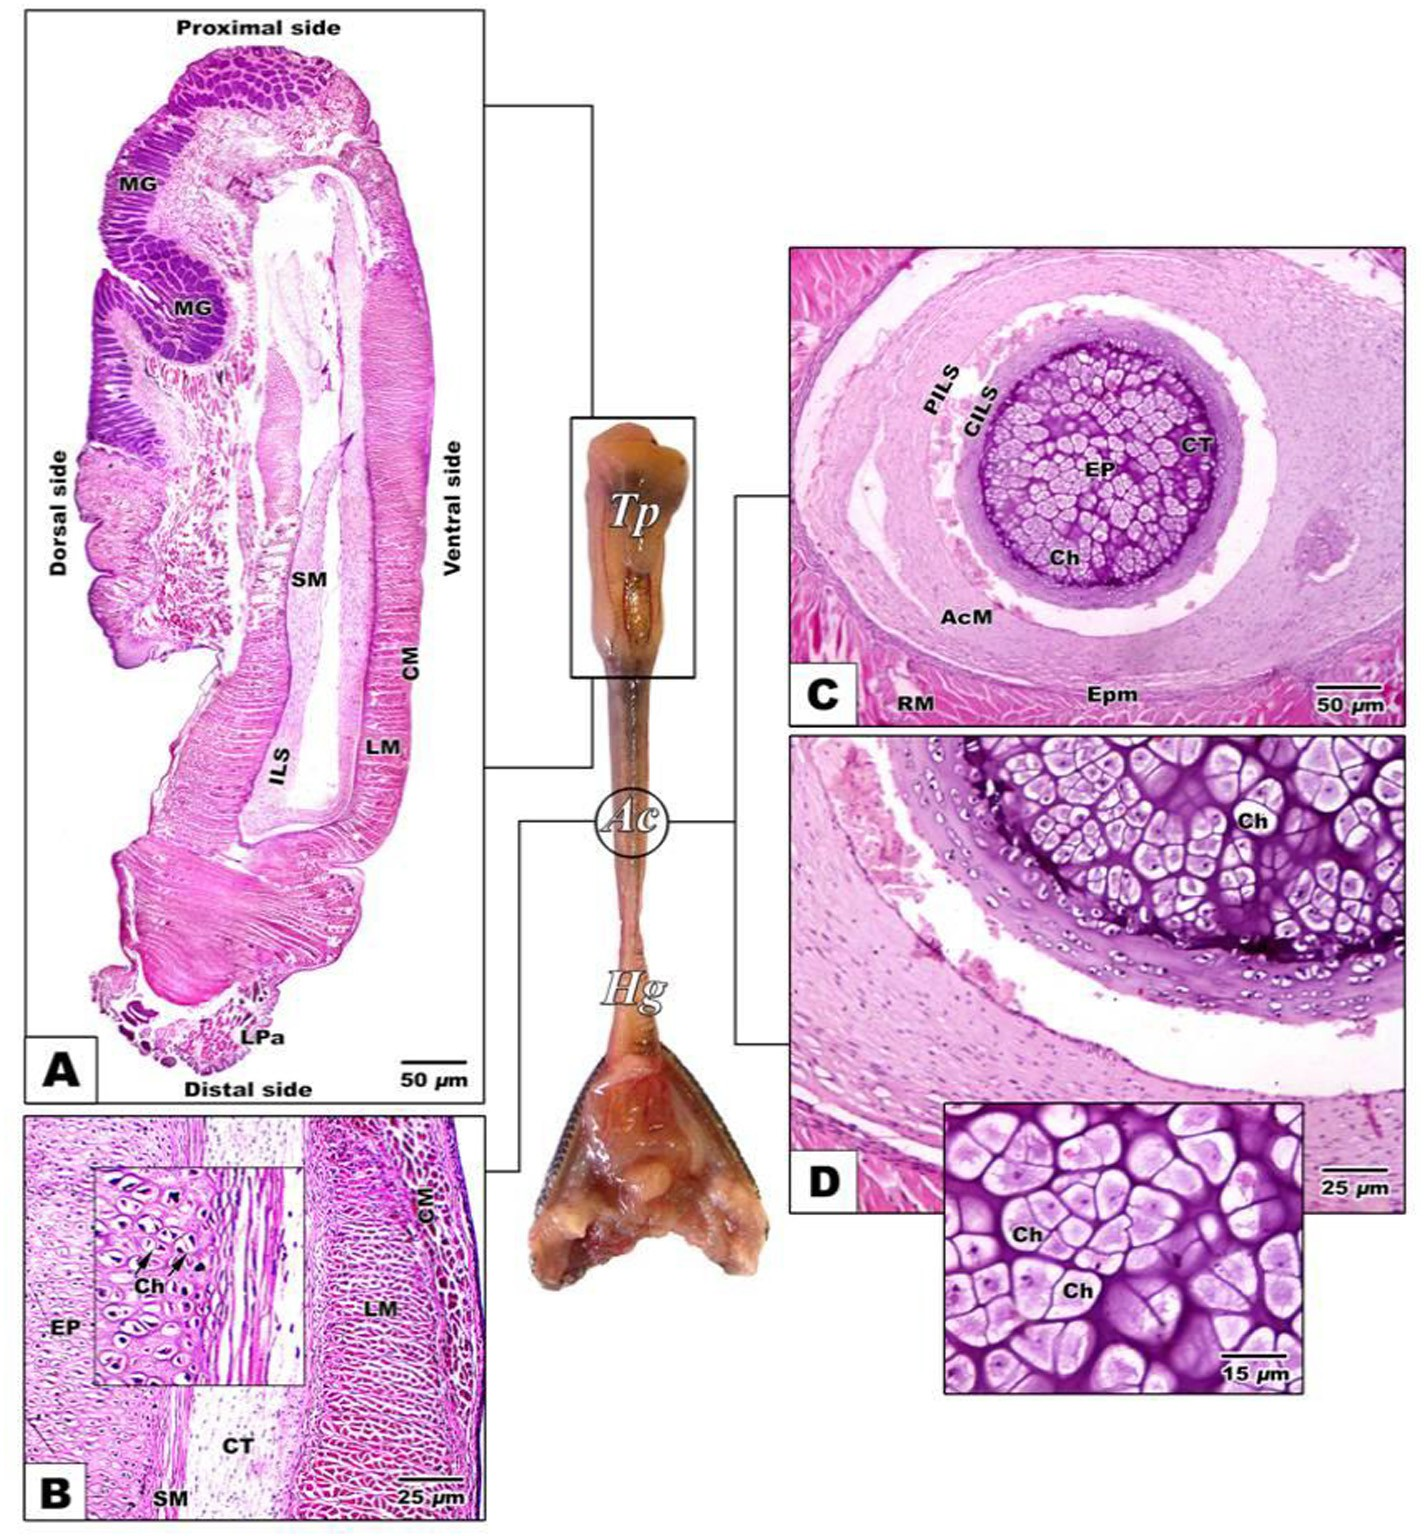 Proximal side
MG
MG
Dorsal side
Ventral side
SM
CM
LM
ILS
LPa
A
50 µm
Distal side
CM
Ch
LM
EP
CT
B
SM
25 µm
Tp
Ac
Hg
PILS
CILS
CT
EP
Ch
AcM
C
RM
Epm
50 µm
Ch
D
25 µm
Ch
Ch
15 µm